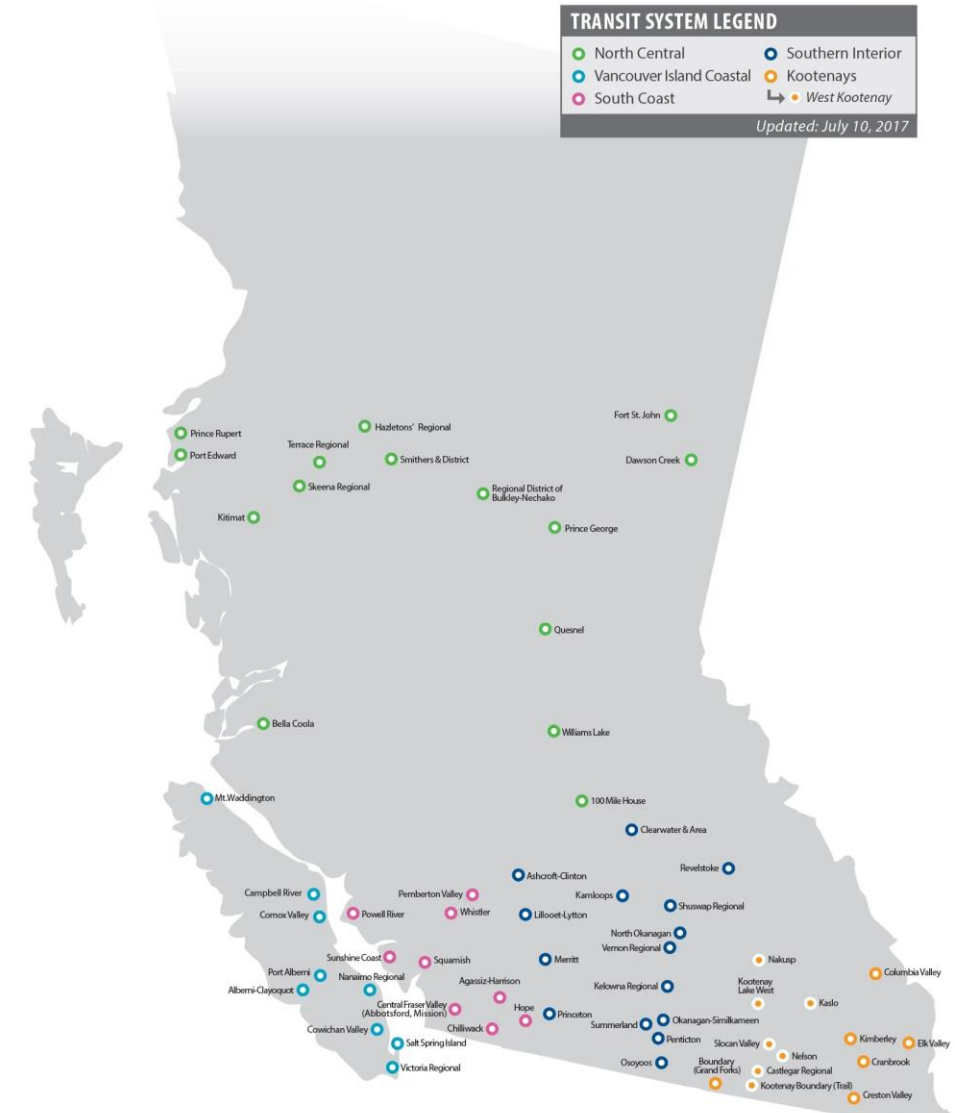 TRANSIT SYSTEM LEGEND
North Central
Southern Interior
Vancouver Island Coastal
Kootenays
South Coast
West Kootenay
Updated: July 10, 2017
Fort St. John
Hazletons' Regional
Prince Rupert
Terrace Regional
Port Edward
Smithers & District
Dawson Creek
Skeena Regional
Regional District of
Bulkley-Nechako
Kitimat
Prince George
Quesnel
Bella Coola
Williams Lake
Mt.Waddington
100 Mile House
Clearwater & Area
Revelstoke
Ashcroft-Clinton
Campbell River
Pemberton Valley
Kamloops
Shuswap Regional
Comox Valley
Powell River
Whistler
Lillooet-Lytton
North Okanagan
Vernon Regional
Sunshine Coast
Squamish
Merritt
Nakusp
Port Alberni
Nanaimo Regional
Columbia Valley
Agassiz-Harrison
Kootenay
Lake West
Alberni-Clayoquot
Kelowna Regional
Kaslo
Central Fraser Valley
(Abbotsford, Mission)
Hope
Princeton
Chilliwack
Summerland
Okanagan-Similkameen
Cowichan Valley
Penticton
Kimberley
Salt Spring Island
Slocan Valley
Elk Valley
Nelson
Osoyoos
Boundary
(Grand Forks)
Cranbrook
Victoria Regional
Castlegar Regional
Kootenay Boundary (Trail)
Creston Valley